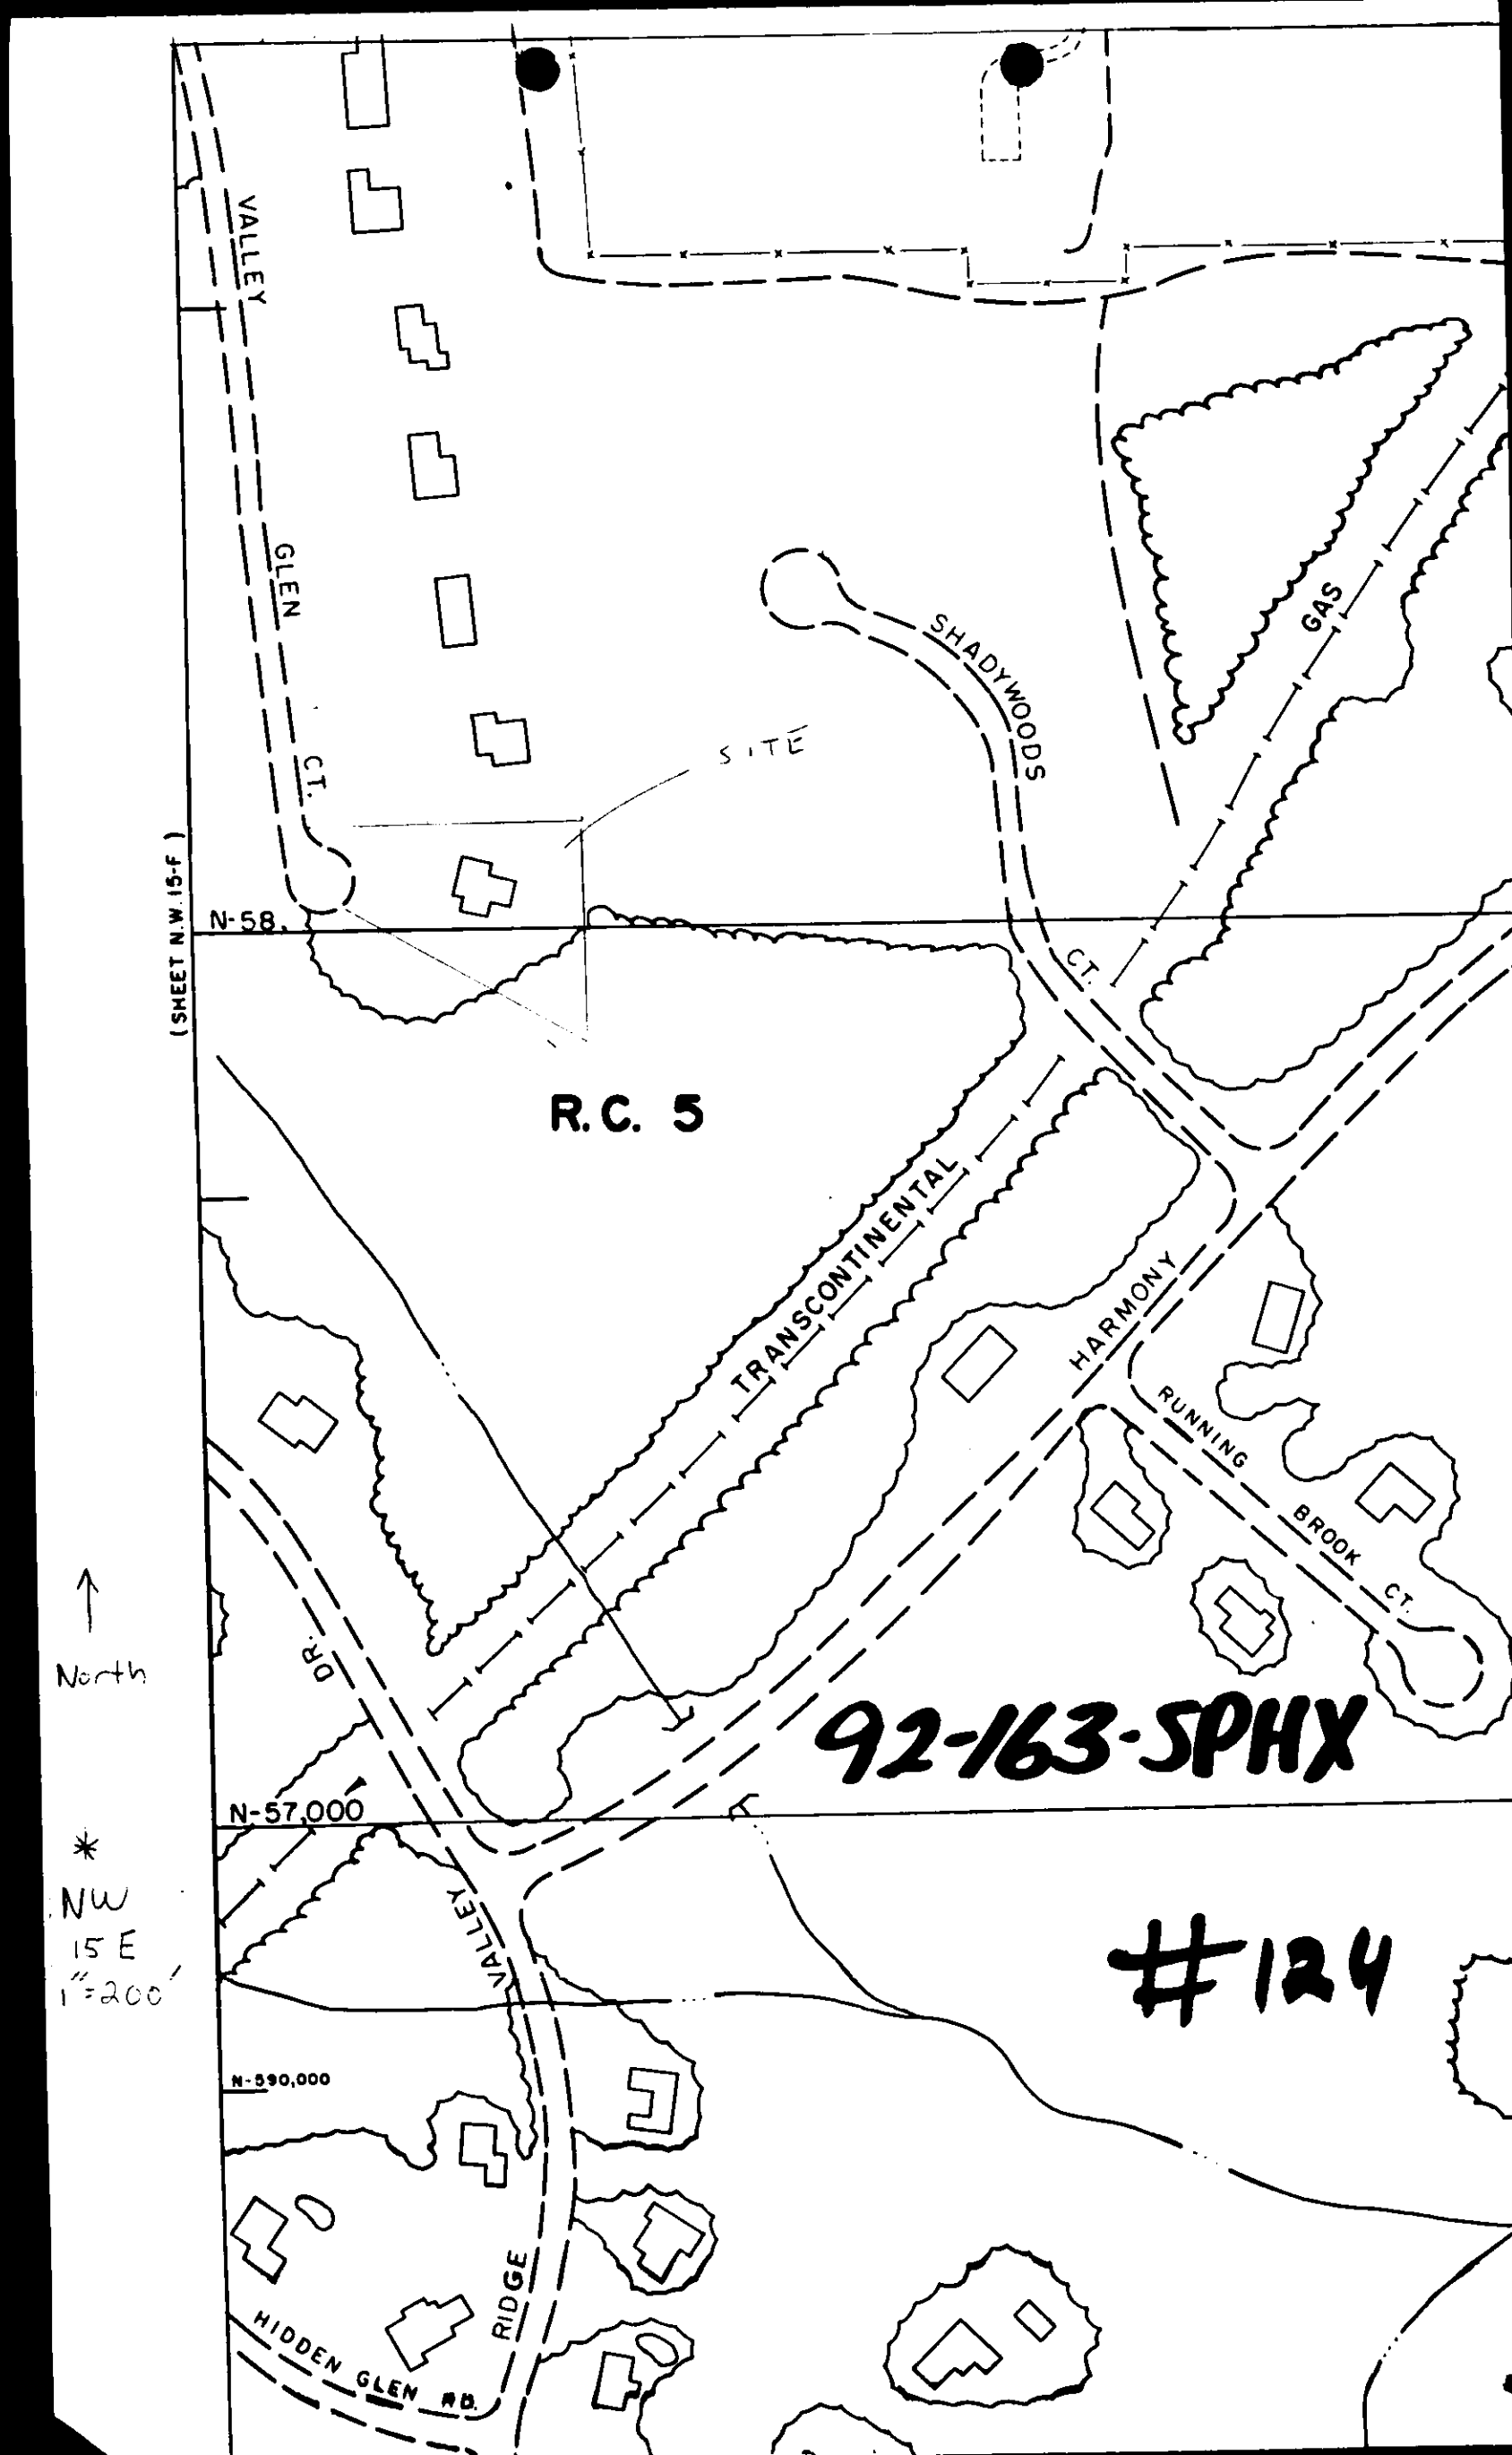 VALLEY
GLEN
CT.
SHADYWOODS
CT.
GAS
SITE
(SHEET N.W. 15-F)
N-58,
R.C. 5
TRANSCONTINENTAL
HARMONY
RUNNING
BROOK
CT.
North
DR.
92-163-SPHX
N-57,000
*
NW
15 E
1"=200'
VALLEY
#124
N-590,000
RIDGE
HIDDEN GLEN RD.